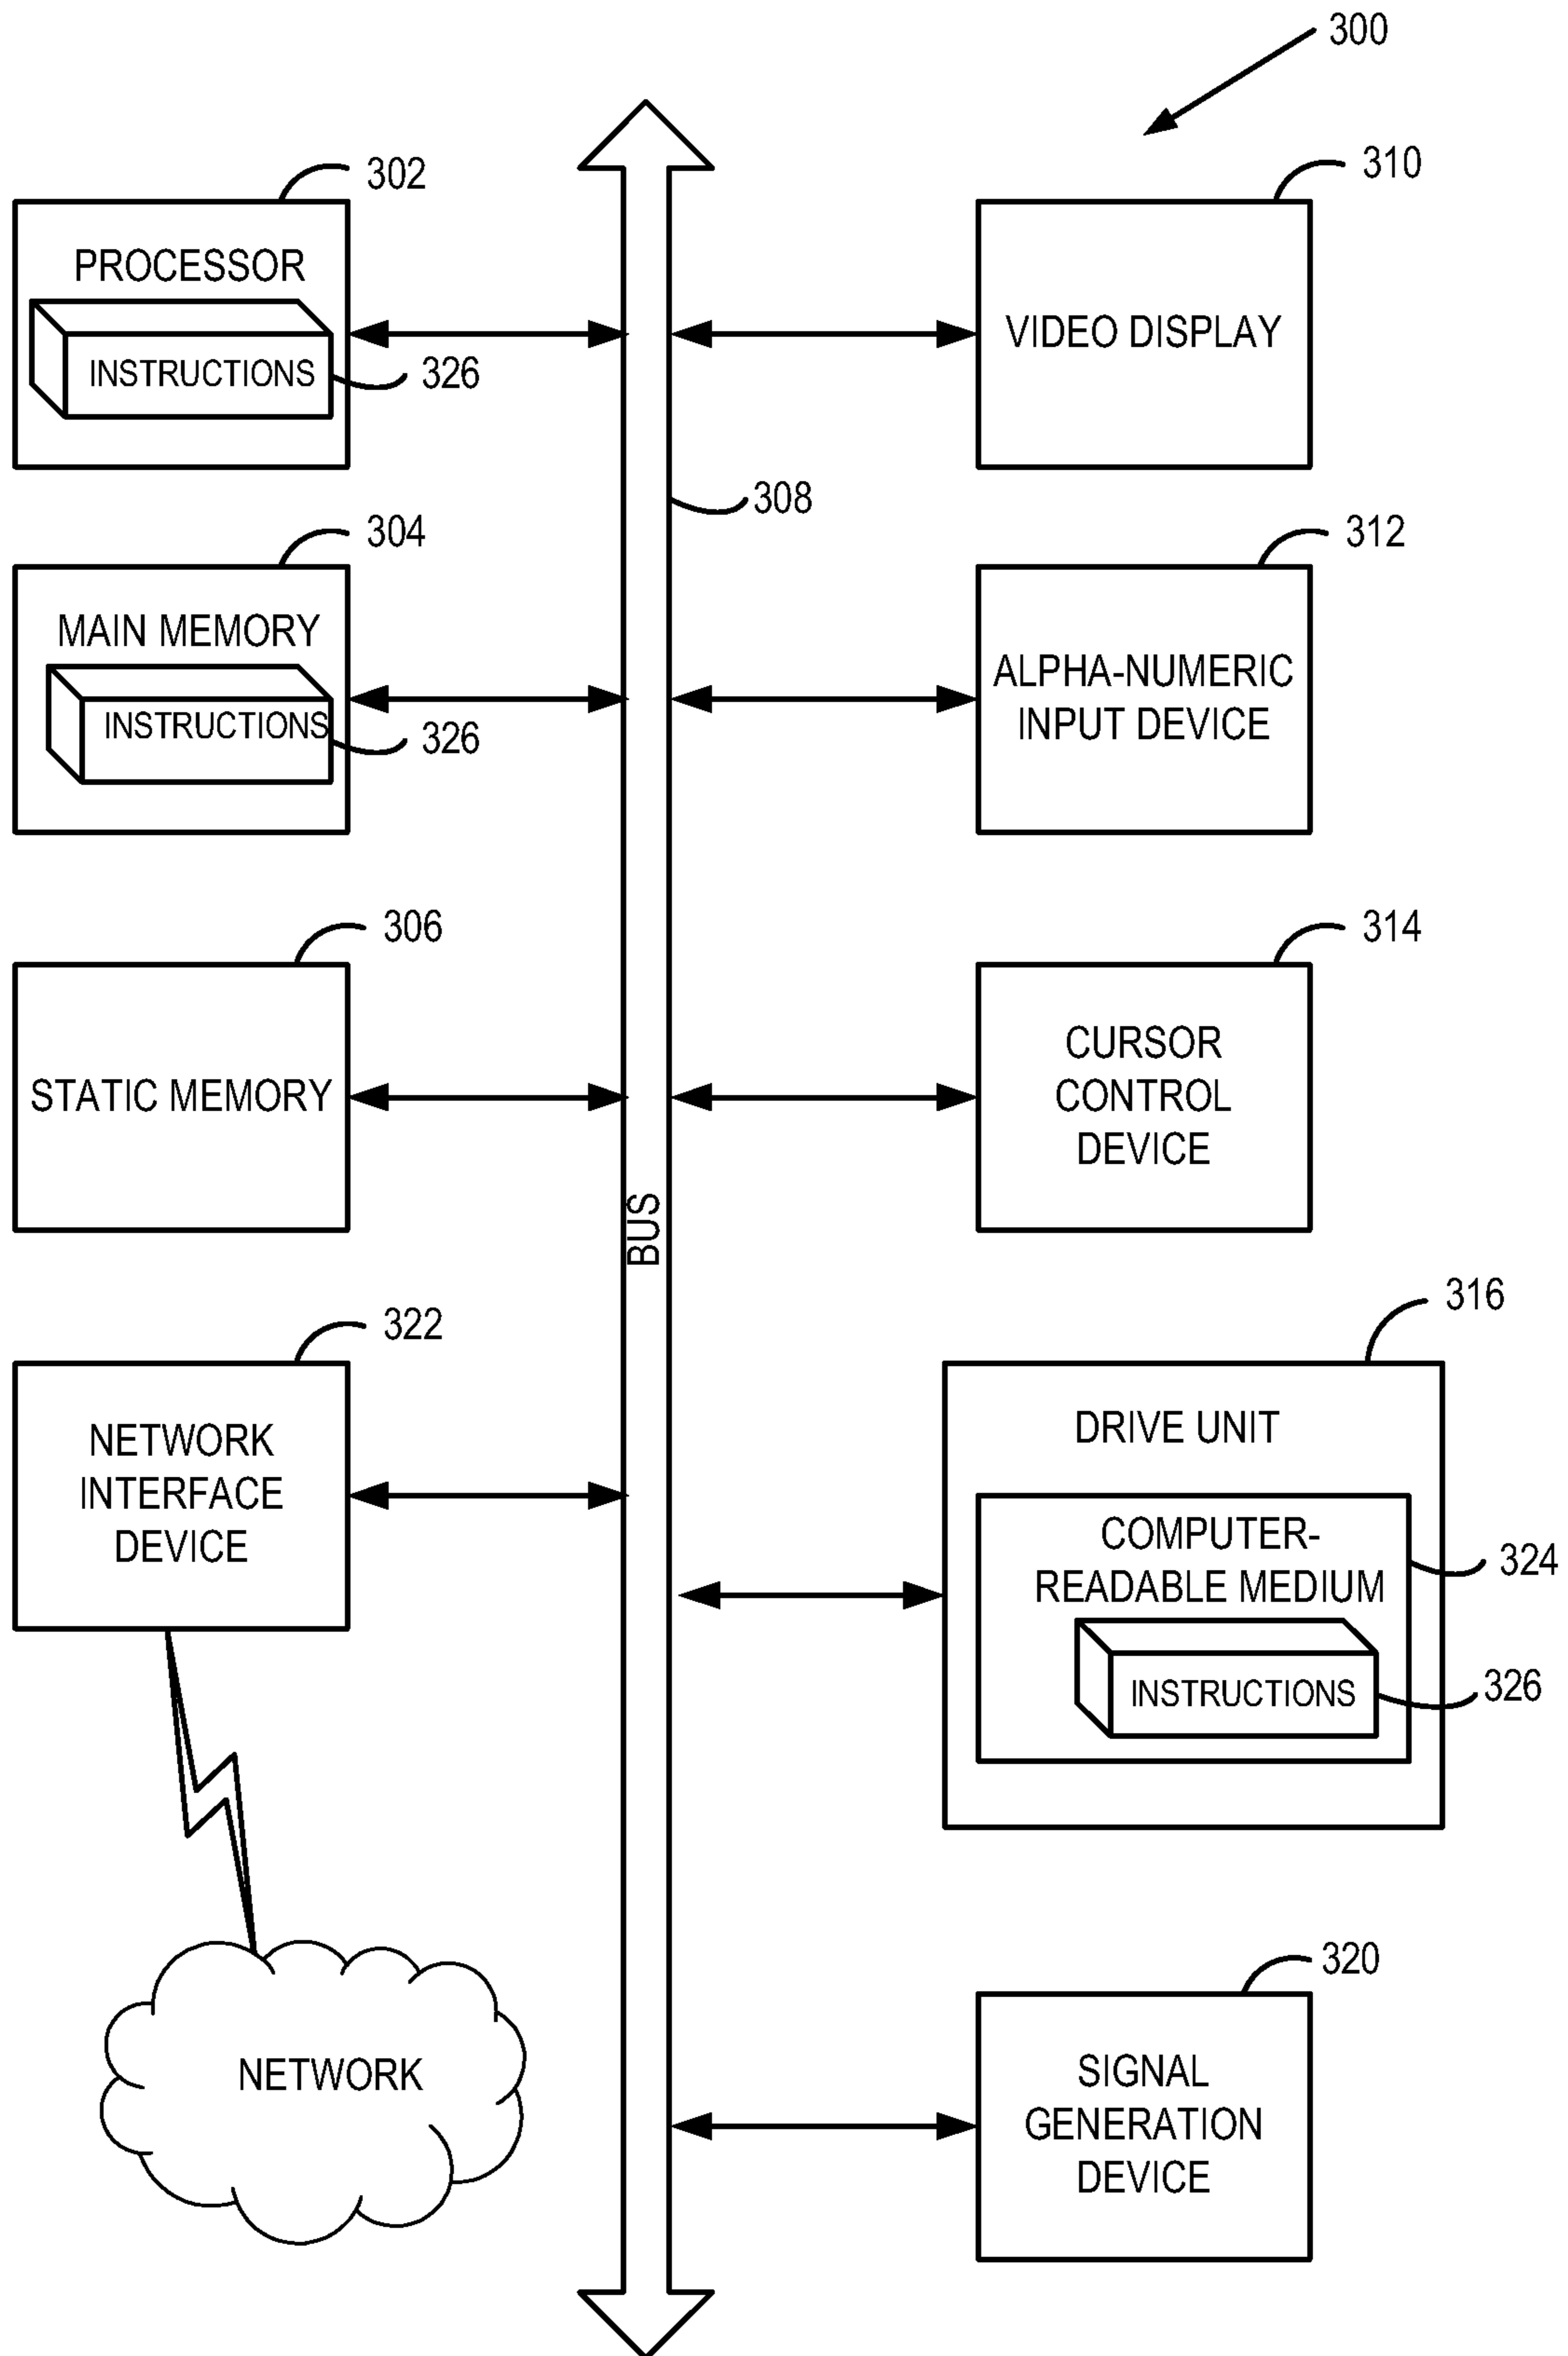 300
302
PROCESSOR
INSTRUCTIONS
326
310
VIDEO DISPLAY
308
304
MAIN MEMORY
INSTRUCTIONS
326
312
ALPHA-NUMERIC
INPUT DEVICE
306
STATIC MEMORY
314
CURSOR
CONTROL
DEVICE
BUS
322
NETWORK
INTERFACE
DEVICE
316
DRIVE UNIT
COMPUTER-
READABLE MEDIUM
324
INSTRUCTIONS
326
NETWORK
320
SIGNAL
GENERATION
DEVICE